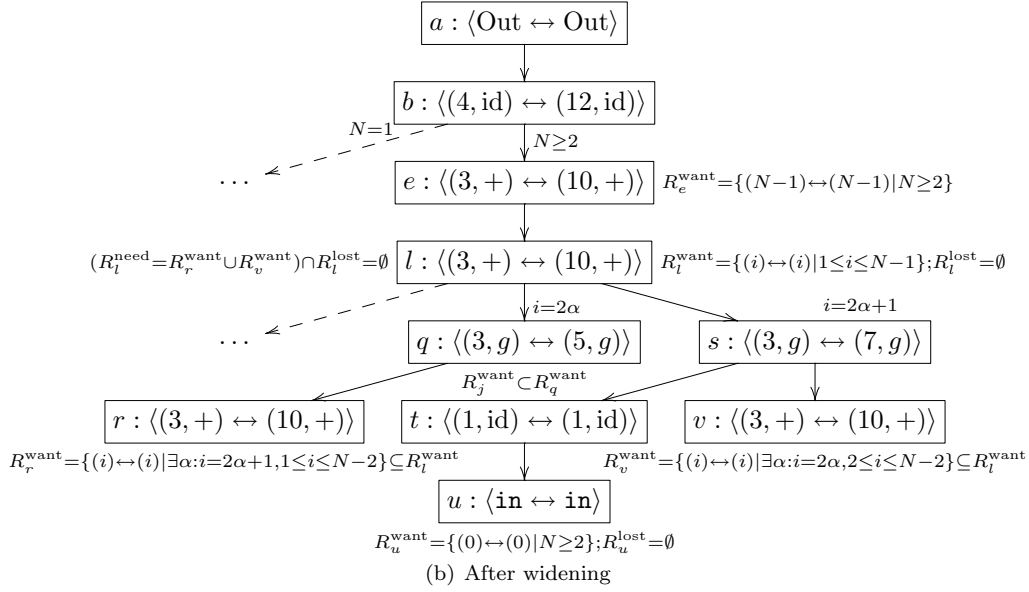 a : ⟨Out ↔ Out⟩
b : ⟨(4, id) ↔ (12, id)⟩
N=1
N≥2
...
e : ⟨(3, +) ↔ (10, +)⟩
R_e^want={(N−1)↔(N−1)|N≥2}
(R_l^need=R_r^want∪R_v^want)∩R_l^lost=∅
l : ⟨(3, +) ↔ (10, +)⟩
R_l^want={(i)↔(i)|1≤i≤N−1};R_l^lost=∅
i=2α
i=2α+1
...
q : ⟨(3, g) ↔ (5, g)⟩
s : ⟨(3, g) ↔ (7, g)⟩
R_j^want⊂R_q^want
r : ⟨(3, +) ↔ (10, +)⟩
t : ⟨(1, id) ↔ (1, id)⟩
v : ⟨(3, +) ↔ (10, +)⟩
R_r^want={(i)↔(i)|∃α:i=2α+1,1≤i≤N−2}⊆R_l^want
R_v^want={(i)↔(i)|∃α:i=2α,2≤i≤N−2}⊆R_l^want
u : ⟨in ↔ in⟩
R_u^want={(0)↔(0)|N≥2};R_u^lost=∅
(b) After widening